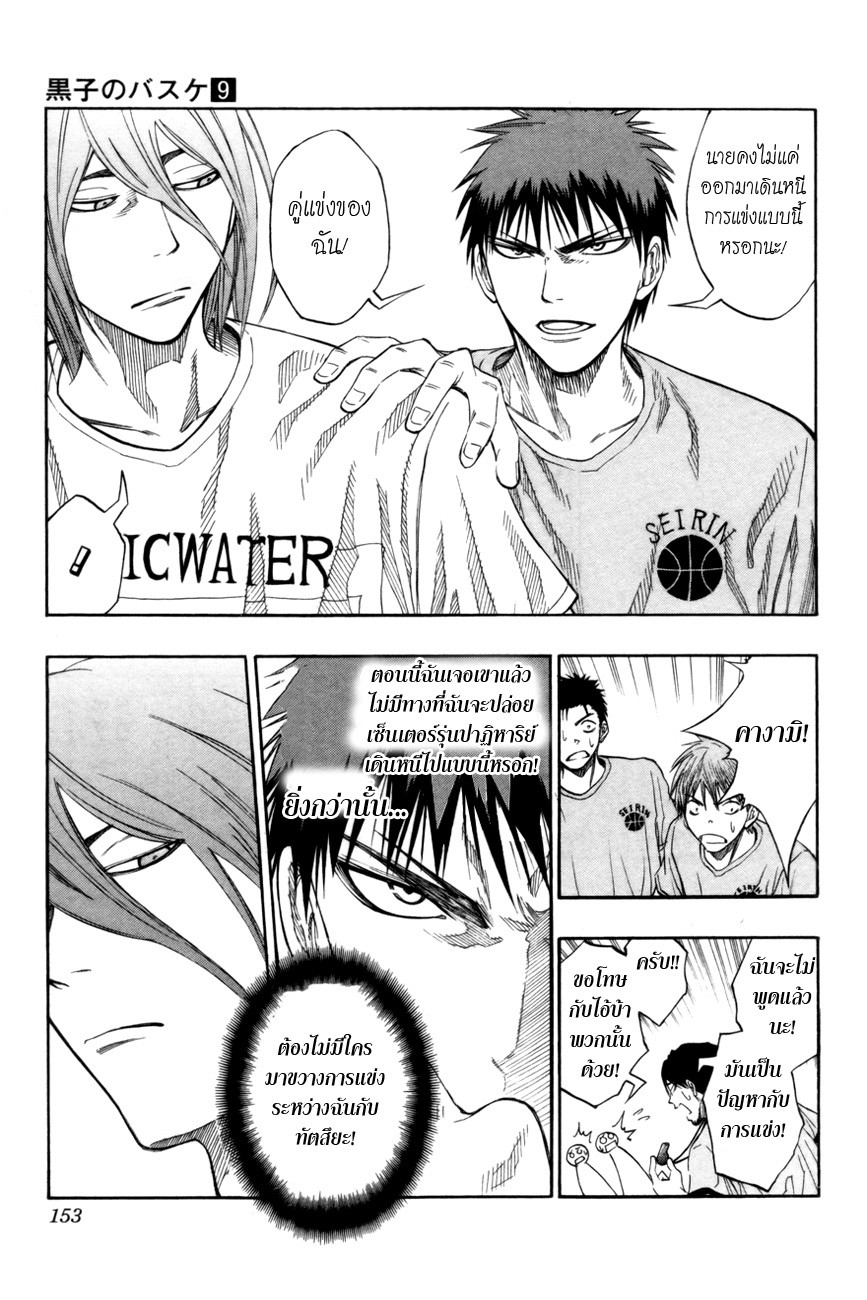 黒子のバスケ 9
นายคงไม่แค่
ออกมาเดินหนี
การแข่งแบบนี้
หรอกนะ!
คู่แข่งของ
ฉัน!
!
ICWATER
SEIRIN
คางามิ!
SEIRIN
SEIRIN
ตอนนี้ฉันเจอเขาแล้ว
ไม่มีทางที่ฉันจะปล่อย
เซ็นเตอร์รุ่นปาฏิหาริย์
เดินหนีไปแบบนี้หรอก!
ยิ่งกว่านั้น...
ต้องไม่มีใคร
มาขวางการแข่ง
ระหว่างฉันกับ
ทัตสึยะ!
ฉันจะไม่
พูดแล้ว
นะ!
มันเป็น
ปัญหากับ
การแข่ง!
ครับ!!
ขอโทษ
กับไอ้บ้า
พวกนั้น
ด้วย!
153